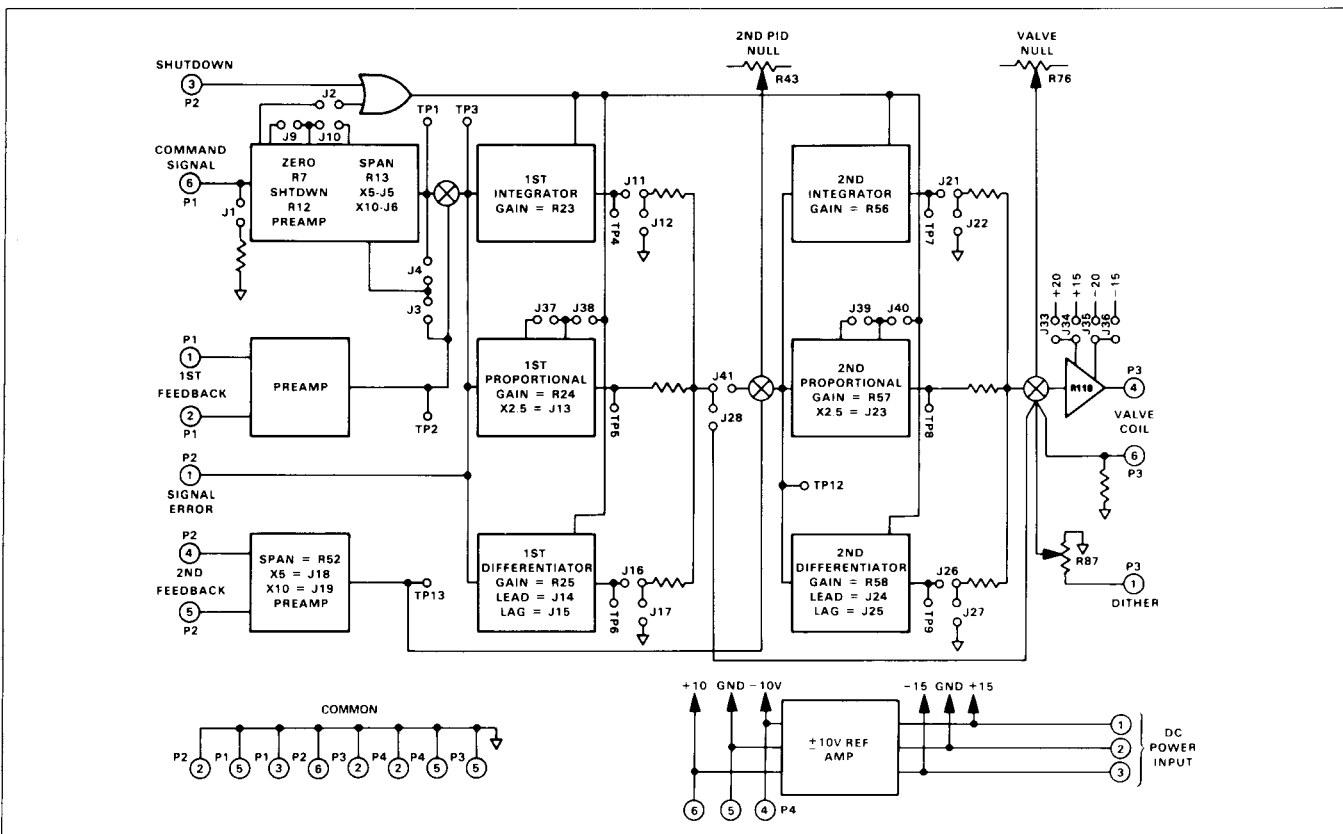 2ND PID
NULL
R43
VALVE
NULL
R76
SHUTDOWN
3
P2
J2
J9
J10
TP1
TP3
COMMAND
SIGNAL
6
P1
J1
ZERO
R7
SHTDWN
R12
PREAMP
SPAN
R13
X5-J5
X10-J6
J4
J3
1ST
INTEGRATOR
GAIN = R23
TP4
J11
J12
2ND
INTEGRATOR
GAIN = R56
TP7
J21
J22
P1
1
1ST
FEEDBACK
2
P1
PREAMP
TP2
J37
J38
1ST
PROPORTIONAL
GAIN = R24
X2.5 = J13
TP5
J41
J28
J39
J40
2ND
PROPORTIONAL
GAIN = R57
X2.5 = J23
TP8
+20
+15
-20
-15
J33
J34
J35
J36
R118
P3
4
VALVE
COIL
6
P3
P2
1
SIGNAL
ERROR
TP12
P2
4
2ND
FEEDBACK
5
P2
SPAN = R52
X5 = J18
X10 = J19
PREAMP
TP13
1ST
DIFFERENTIATOR
GAIN = R25
LEAD = J14
LAG = J15
TP6
J16
J17
2ND
DIFFERENTIATOR
GAIN = R58
LEAD = J24
LAG = J25
TP9
J26
J27
R87
P3
1
DITHER
COMMON
P2 P1 P1 P2 P3 P4 P4 P3
2 5 3 6 2 2 5 5
+10 GND -10V
±10V REF
AMP
-15 GND +15
1
2
3
DC
POWER
INPUT
6 5 4 P4